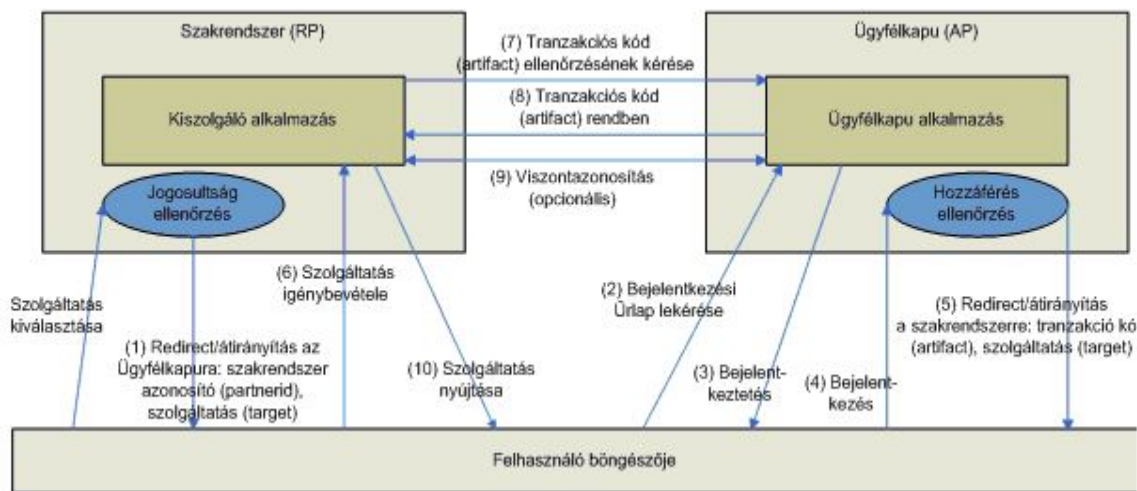 Szakrendszer (RP)
Ügyfélkapu (AP)
(7) Tranzakciós kód
(artifact) ellenőrzésének kérése
(8) Tranzakciós kód
(artifact) rendben
Kiszolgáló alkalmazás
Ügyfélkapu alkalmazás
(9) Viszontazonosítás
(opcionális)
Jogosultság
ellenőrzés
Hozzáférés
ellenőrzés
Szolgáltatás
kiválasztása
(1) Redirect/átirányítás az
Ügyfélkapura: szakrendszer
azonosító (partnerid),
szolgáltatás (target)
(6) Szolgáltatás
igénybevétele
(10) Szolgáltatás
nyújtása
(2) Bejelentkezési
Űrlap lekérése
(3) Bejelent-
keztetés
(4) Bejelent-
kezés
(5) Redirect/átirányítás
a szakrendszerre: tranzakció kó
(artifact), szolgáltatás (target)
Felhasználó böngészője